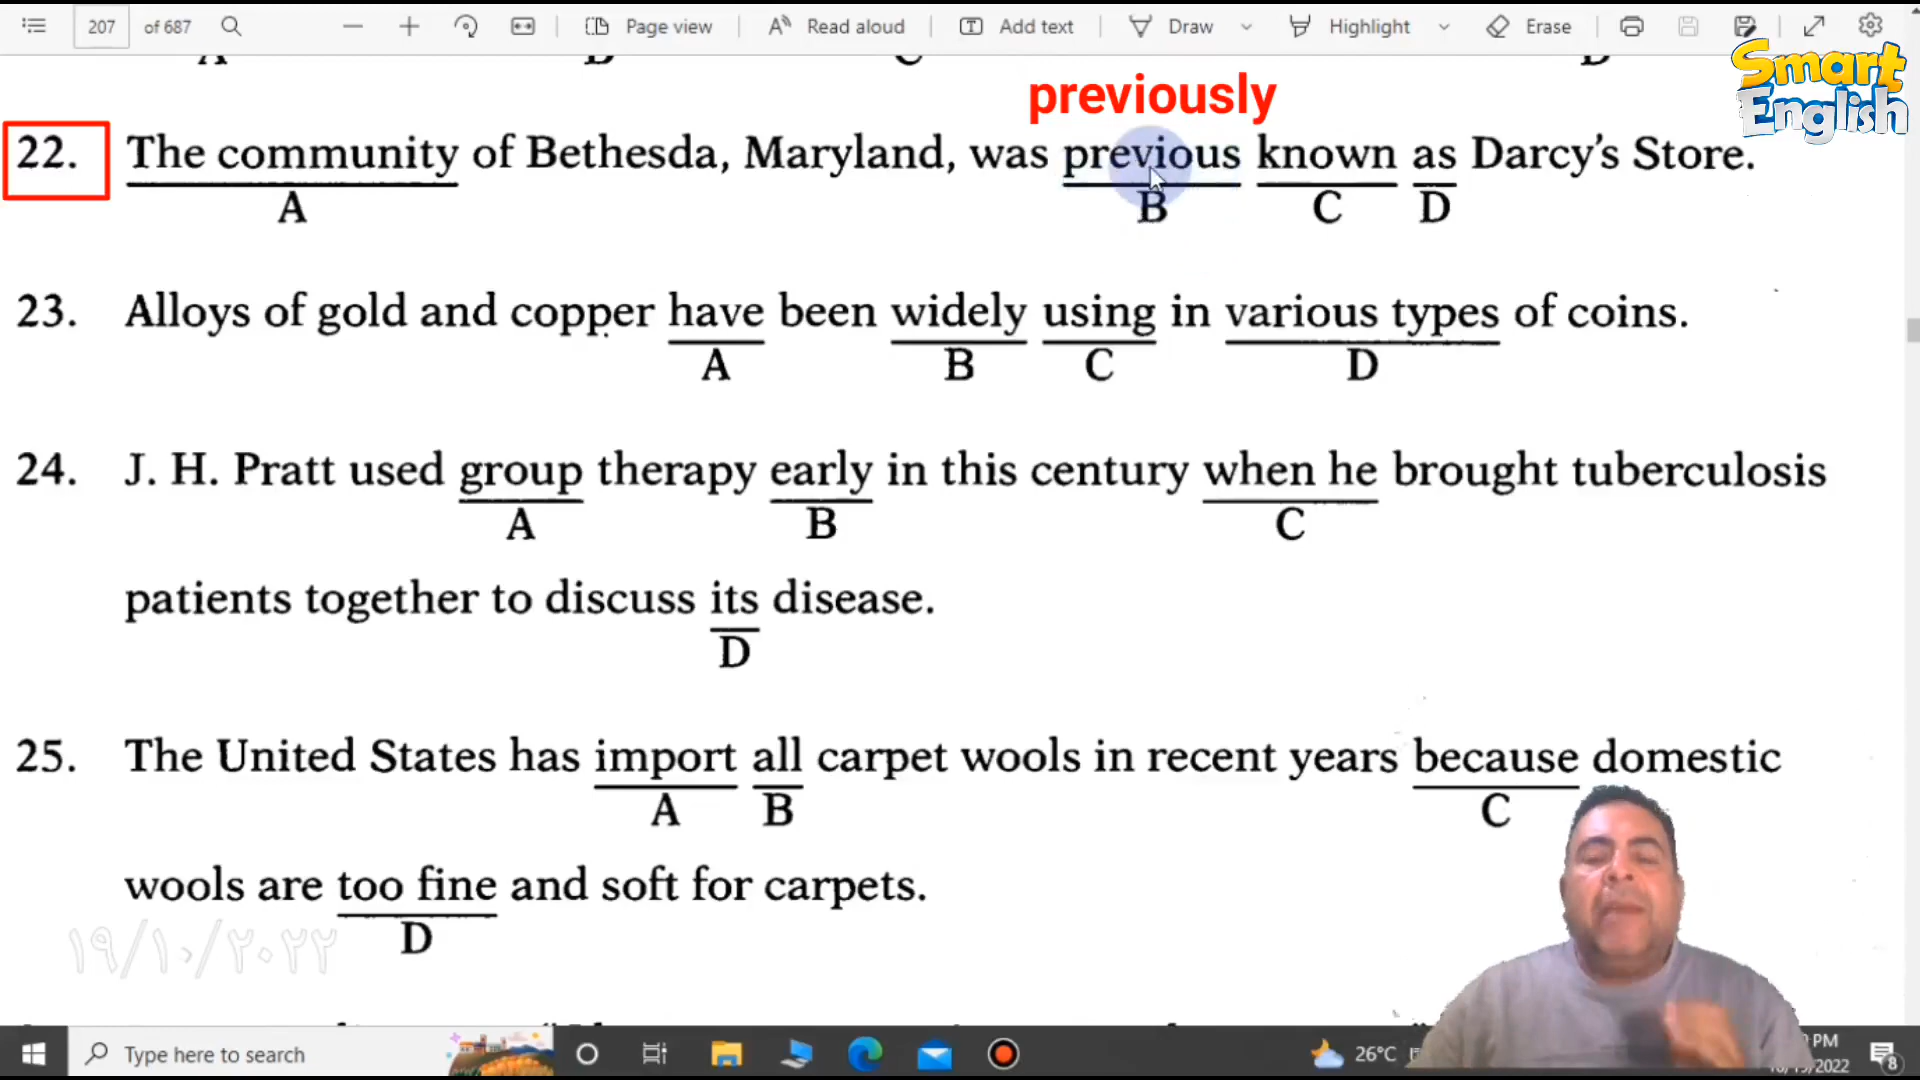 207 of 687 Page view Read aloud Add text Draw Highlight Erase
A B C D
Smart English
previously
22. The community of Bethesda, Maryland, was previous known as Darcy's Store.
A B C D
23. Alloys of gold and copper have been widely using in various types of coins.
A B C D
24. J. H. Pratt used group therapy early in this century when he brought tuberculosis
A B C
patients together to discuss its disease.
D
25. The United States has import all carpet wools in recent years because domestic
A B C
wools are too fine and soft for carpets.
D
١٩/١٠/٢٠٢٢
Type here to search 26°C PM
8